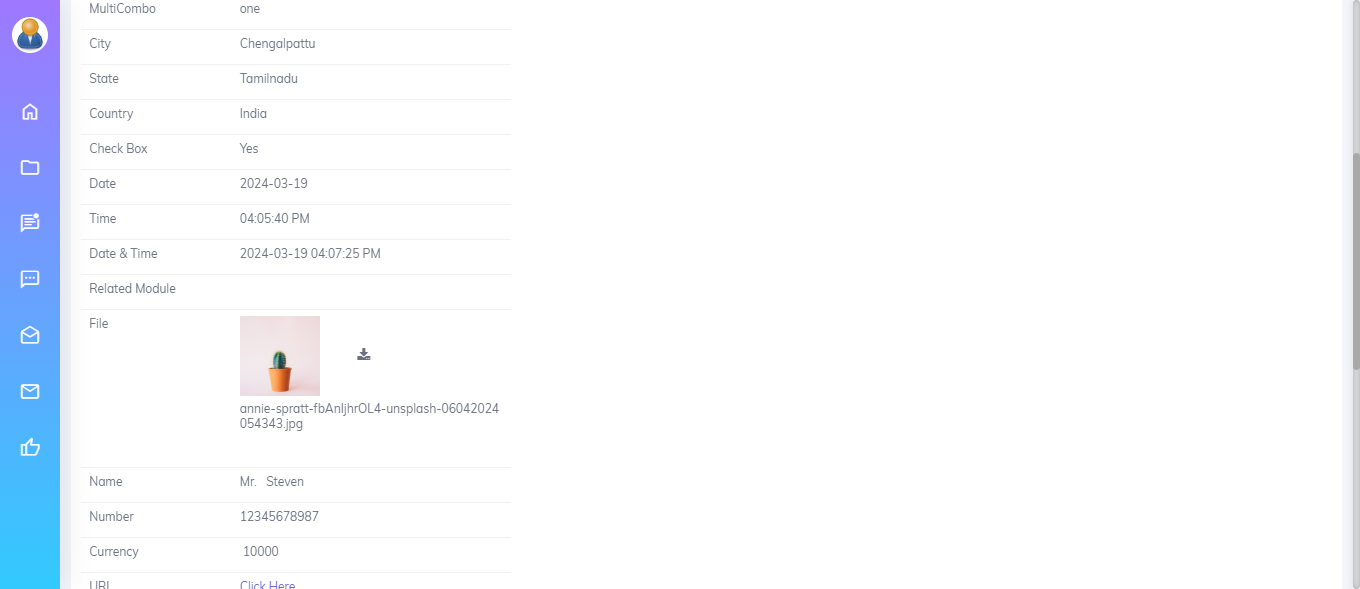 MultiCombo one
City Chengalpattu
State Tamilnadu
Country India
Check Box Yes
Date 2024-03-19
Time 04:05:40 PM
Date & Time 2024-03-19 04:07:25 PM
Related Module
File
annie-spratt-fbAnIjhrOL4-unsplash-06042024
054343.jpg
Name Mr. Steven
Number 12345678987
Currency 10000
URL Click Here